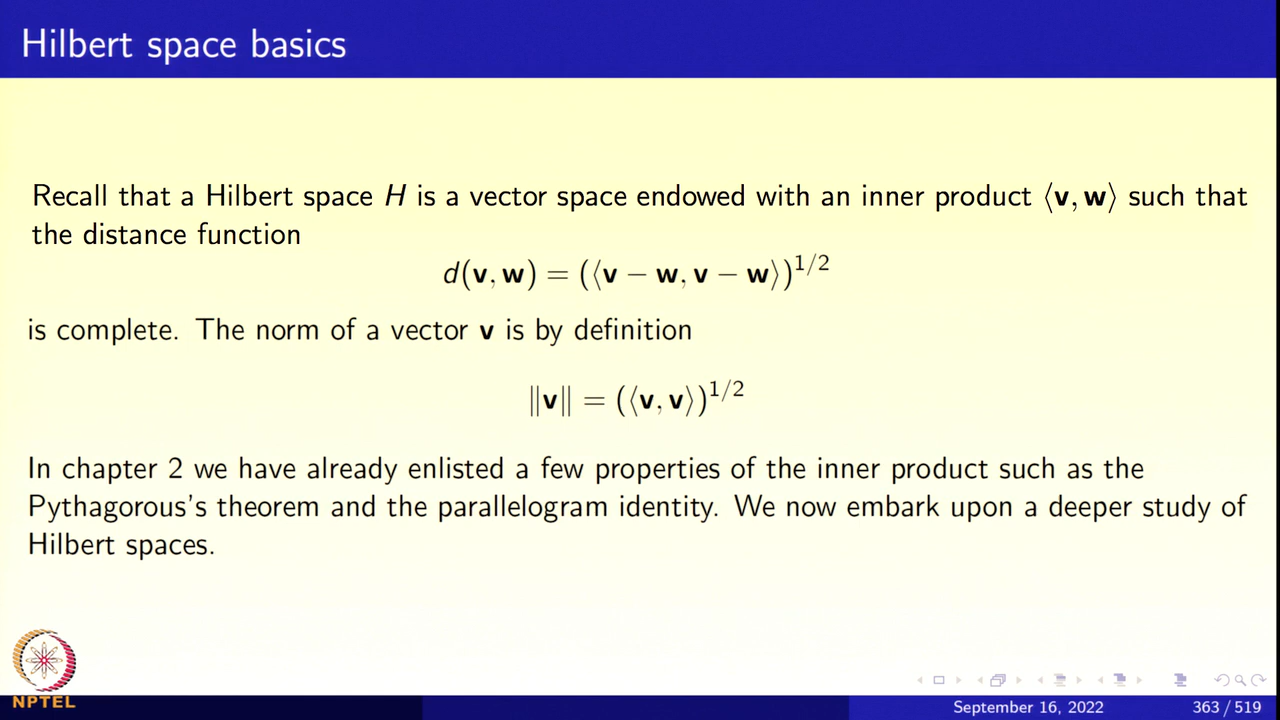 Hilbert space basics
Recall that a Hilbert space H is a vector space endowed with an inner product ⟨v, w⟩ such that
the distance function
d(v, w) = (⟨v − w, v − w⟩)^{1/2}
is complete. The norm of a vector v is by definition
‖v‖ = (⟨v, v⟩)^{1/2}
In chapter 2 we have already enlisted a few properties of the inner product such as the
Pythagorous's theorem and the parallelogram identity. We now embark upon a deeper study of
Hilbert spaces.
NPTEL
September 16, 2022 363 / 519